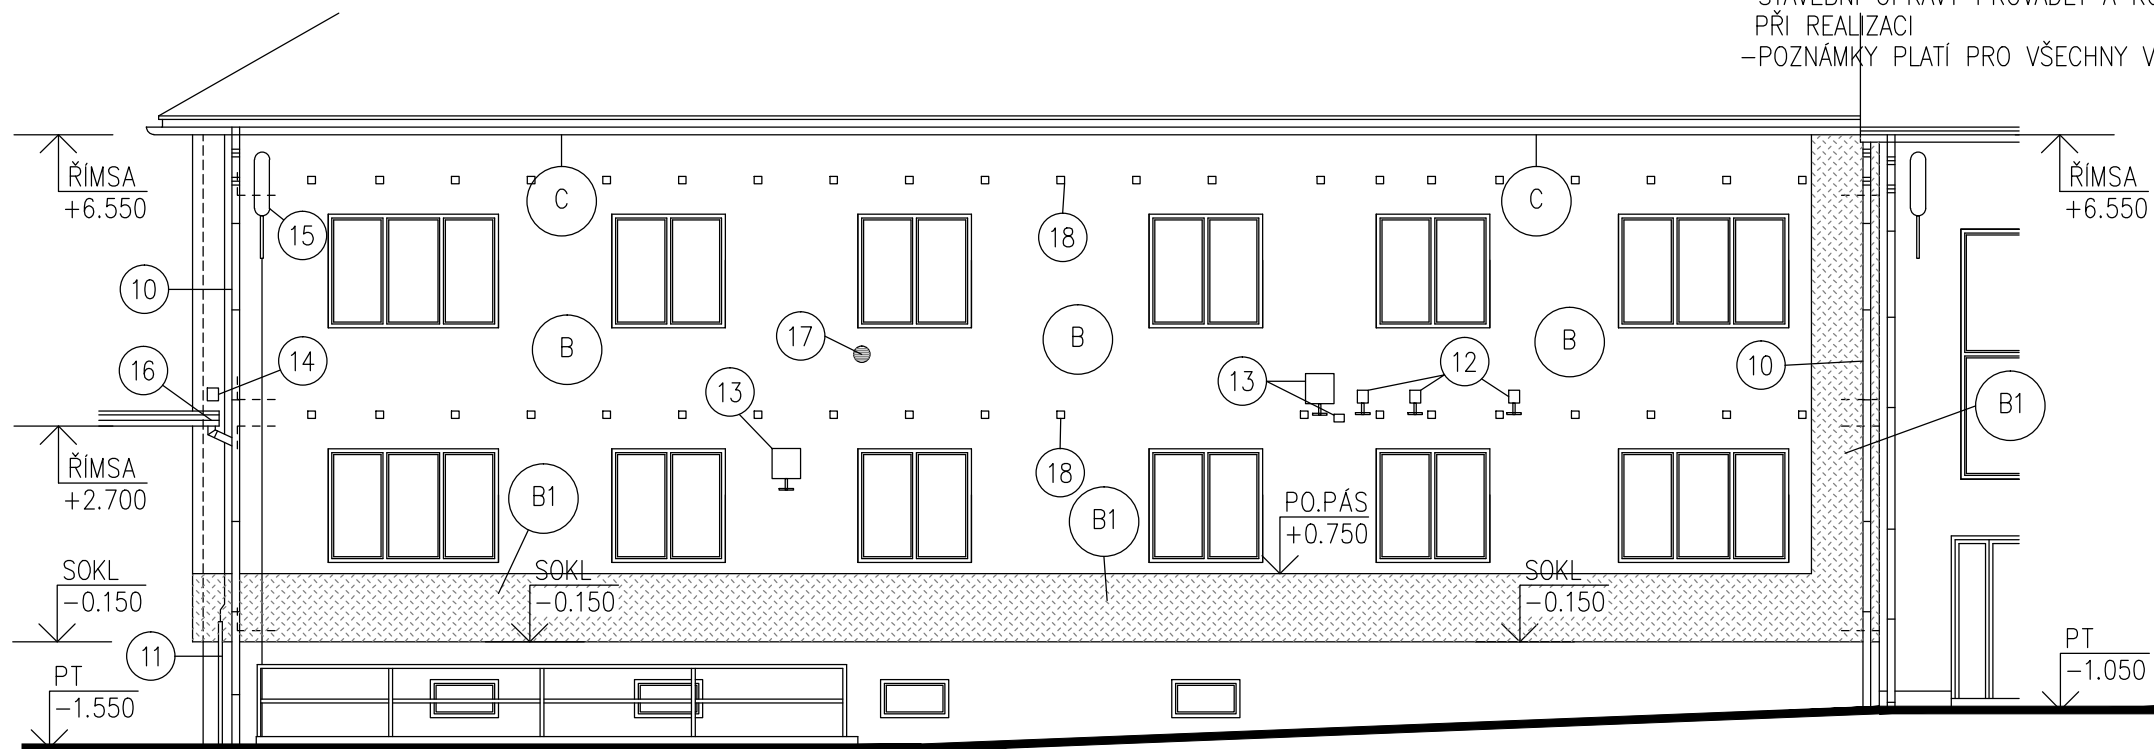 PŘI REALIZACI
-POZNÁMKY PLATÍ PRO VŠECHNY
ŘÍMSA
+6.550
C
C
ŘÍMSA
+6.550
15
18
10
17
B
B
B
16
14
13
13
12
10
B1
ŘÍMSA
+2.700
18
B1
B1
PO.PÁS
+0.750
SOKL
-0.150
SOKL
-0.150
SOKL
-0.150
11
PT
-1.550
PT
-1.050